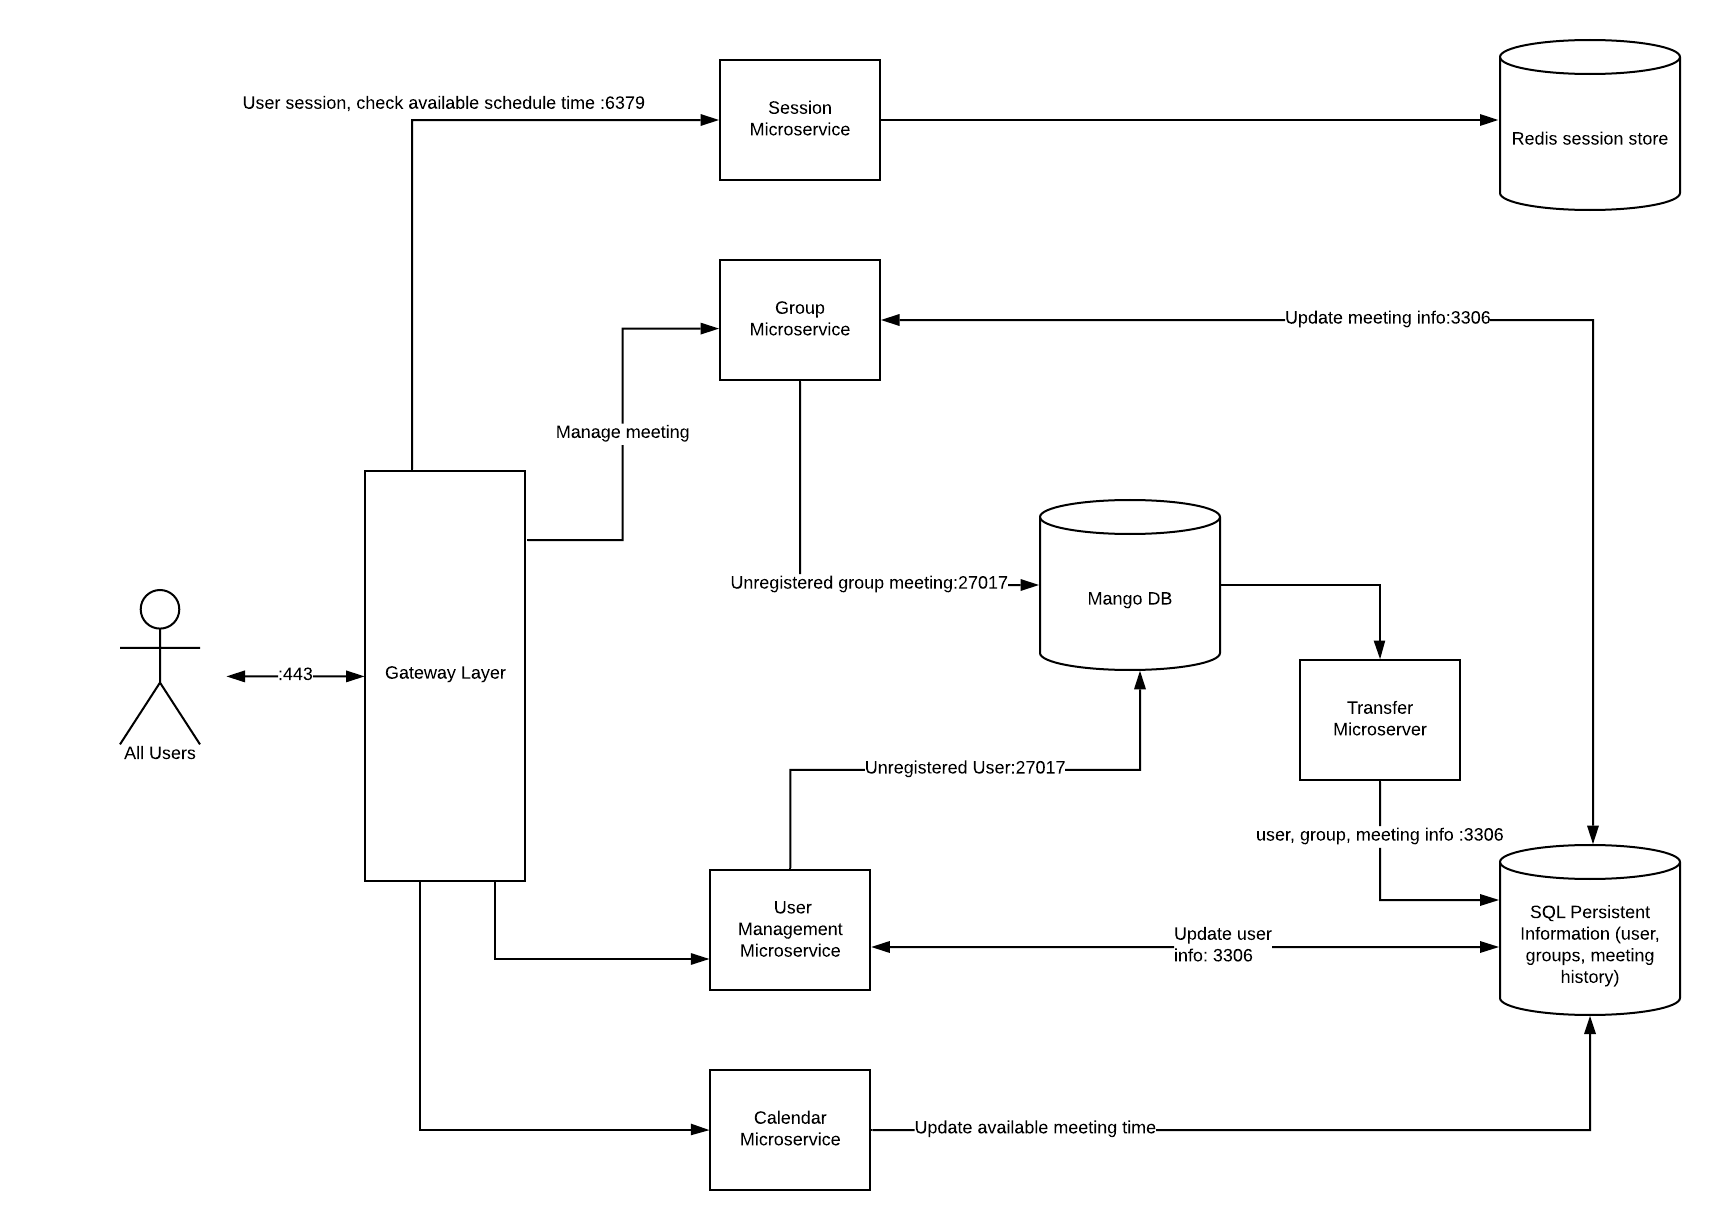 User session, check available schedule time :6379
Session
Microservice
Redis session store
Group
Microservice
Update meeting info:3306
Manage meeting
Unregistered group meeting:27017
Mango DB
:443
Gateway Layer
All Users
Transfer
Microserver
Unregistered User:27017
user, group, meeting info :3306
User
Management
Microservice
Update user
info: 3306
SQL Persistent
Information (user,
groups, meeting
history)
Calendar
Microservice
Update available meeting time